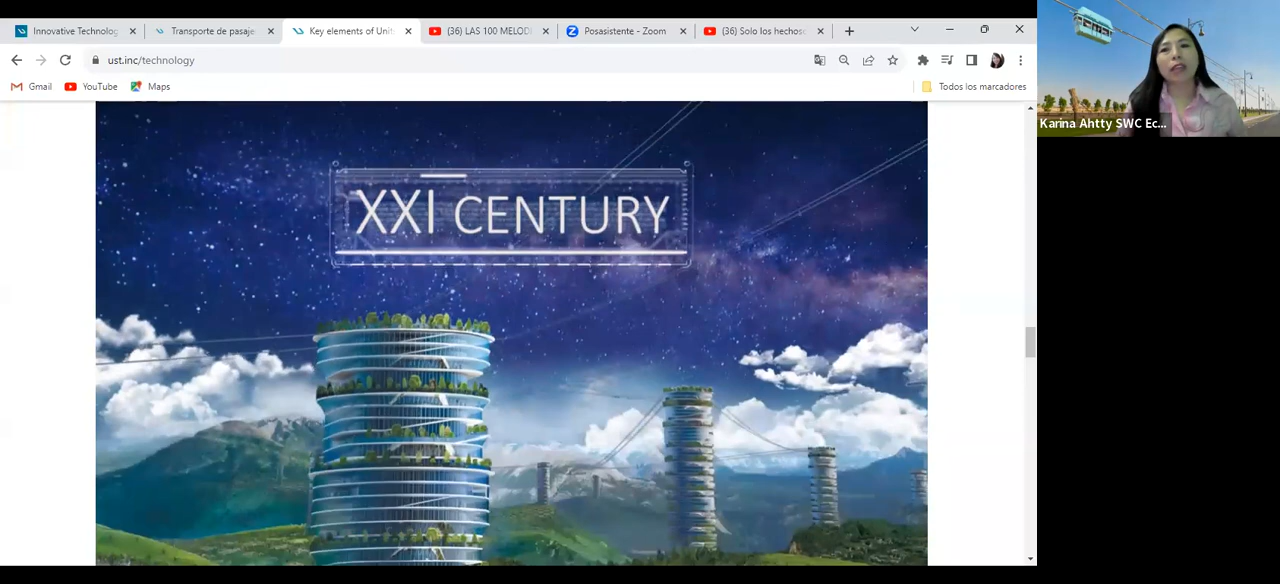 Innovative Technolog
Transporte de pasaje
Key elements of Unit
(36) LAS 100 MELOD
Posasistente - Zoom
(36) Solo los hechos
ust.inc/technology
Gmail
YouTube
Maps
Todos los marcadores
Karina Ahtty SWC Ec...
XXI CENTURY